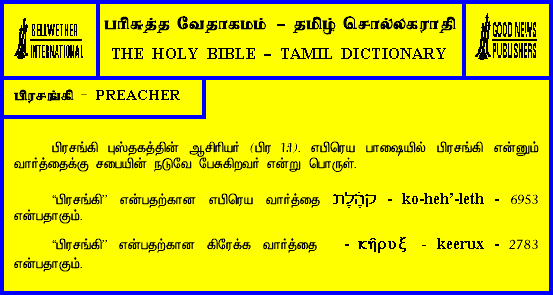 BELLWETHER
INTERNATIONAL
பரிசுத்த வேதாகமம் – தமிழ் சொல்லகராதி
THE HOLY BIBLE – TAMIL DICTIONARY
GOOD NEWS
PUBLISHERS
பிரசங்கி – PREACHER
பிரசங்கி புஸ்தகத்தின் ஆசிரியர் (பிர 1:1). எபிரெய பாஷையில் பிரசங்கி என்னும்
வார்த்தைக்கு சபையின் நடுவே பேசுகிறவர் என்று பொருள்.
“பிரசங்கி” என்பதற்கான எபிரெய வார்த்தை קֹהֶלֶת - ko-heh’-leth - 6953
என்பதாகும்.
“பிரசங்கி” என்பதற்கான கிரேக்க வார்த்தை - κῆρυξ - keerux - 2783
என்பதாகும்.